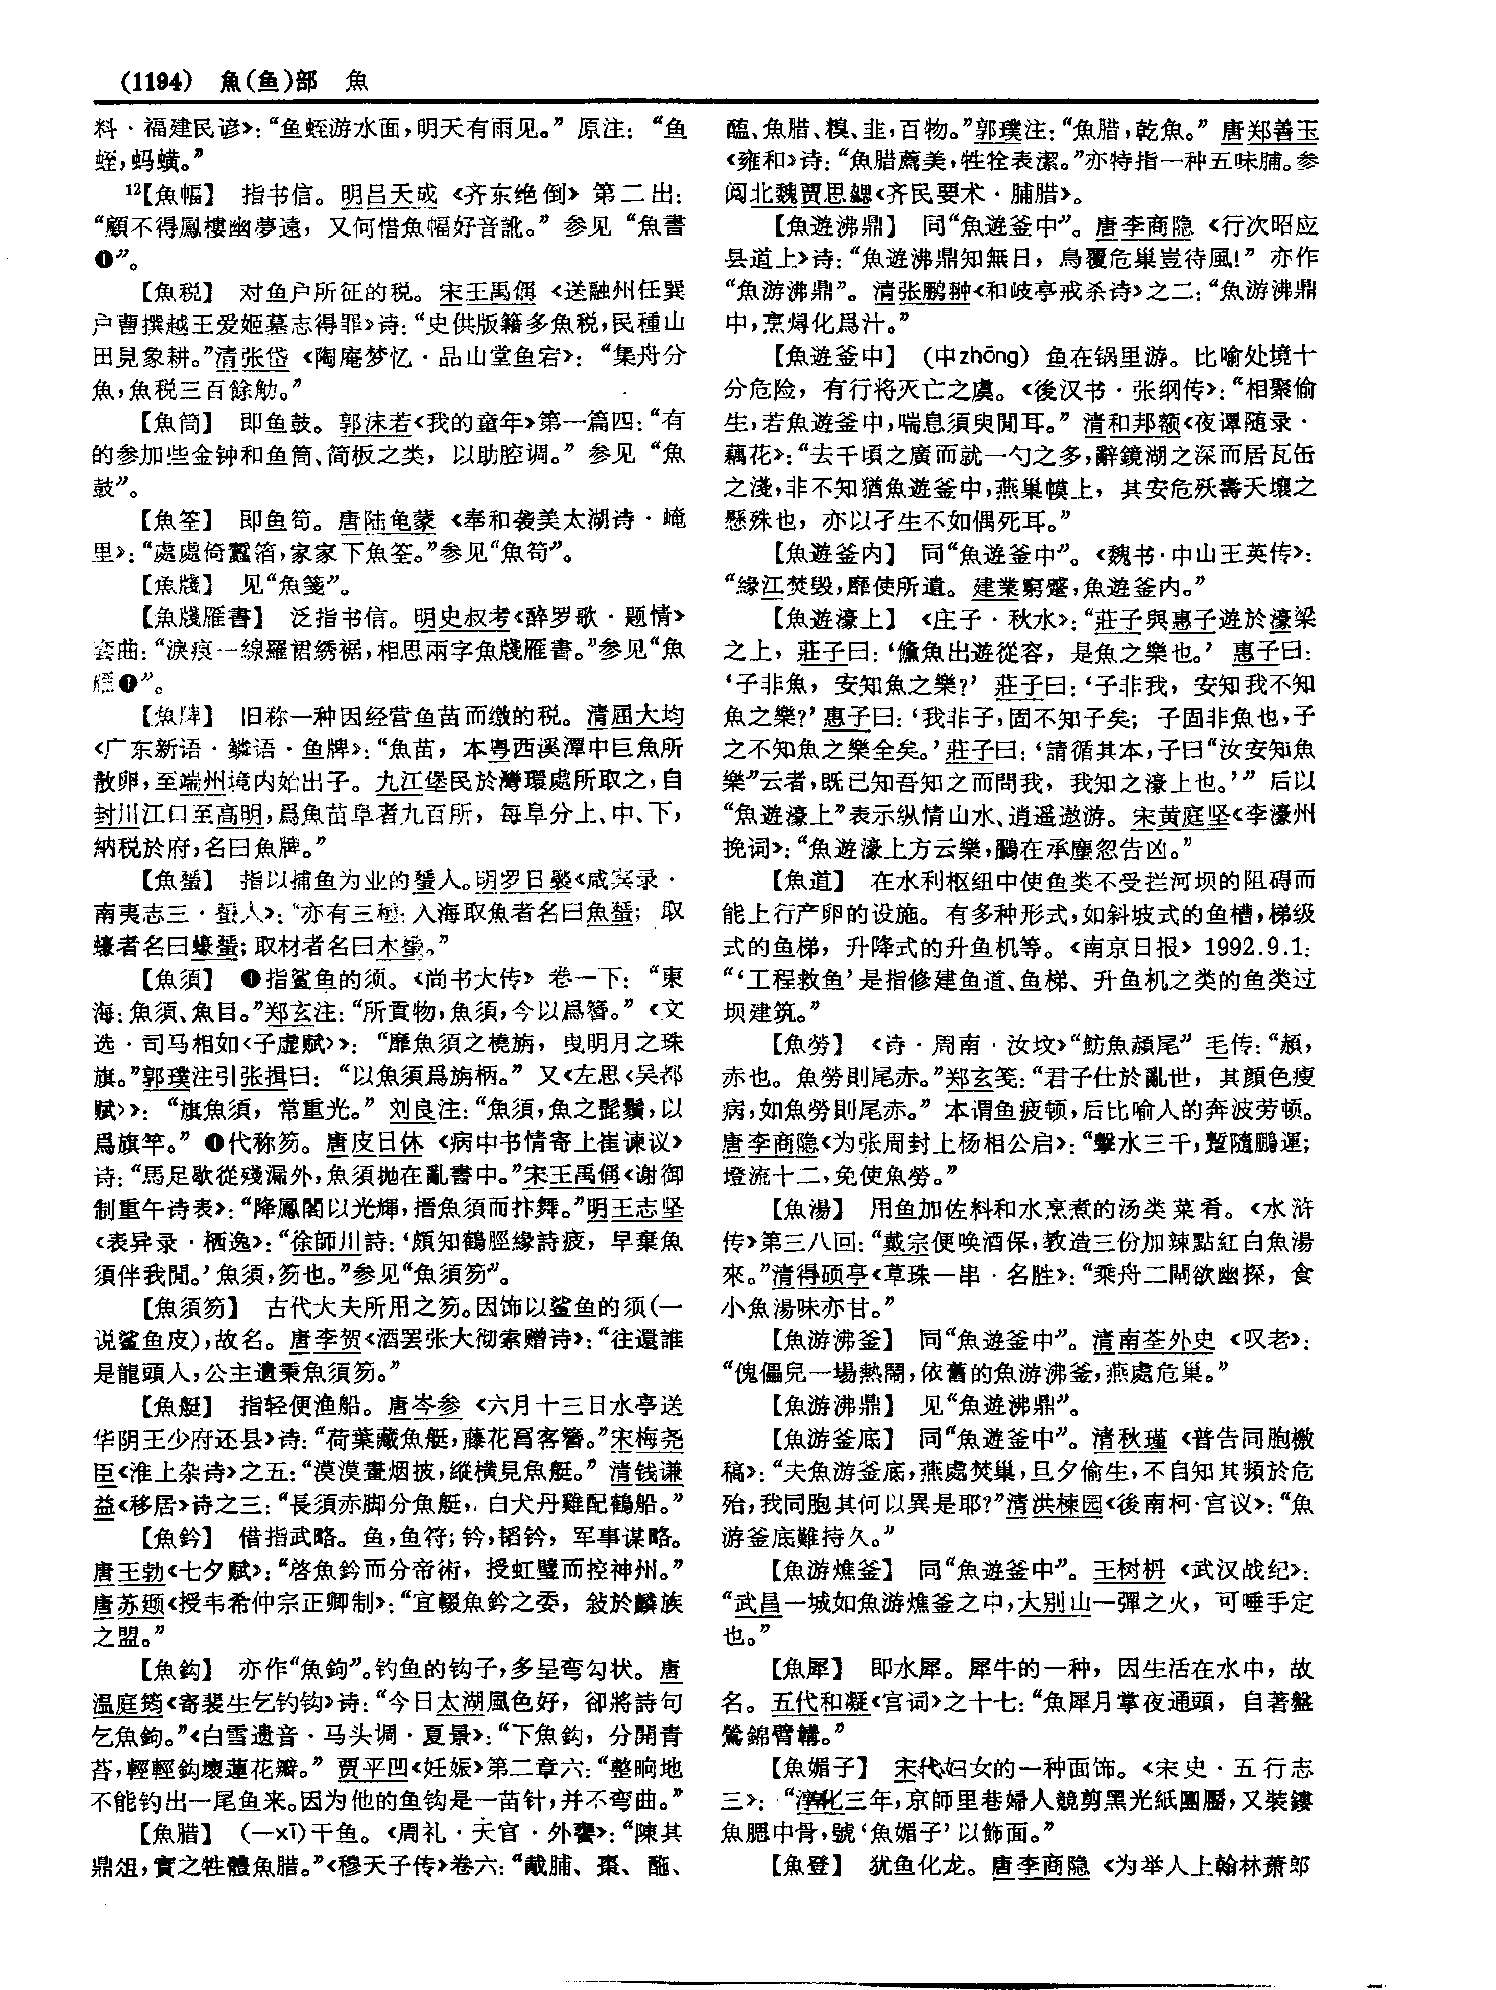 (1194) 魚(鱼)部 魚
料·福建民谚》:“鱼蛭游水面,明天有雨见。”原注:“鱼
蛭,蚂蟥。”
12【魚幅】 指书信。明吕天成《齐东绝倒》第二出:
“顧不得鳳樓幽夢遠,又何惜魚幅好音訛。”参见“魚書
❶”。
【魚税】 对鱼户所征的税。宋王禹偁《送融州任巽
户曹撰越王爱姬墓志得罪》诗:“史供版籍多魚税,民種山
田見象耕。”清张岱《陶庵梦忆·品山堂鱼宕》:“集舟分
魚,魚税三百餘觔。”
【魚筒】 即鱼鼓。郭沫若《我的童年》第一篇四:“有
的参加些金钟和鱼筒、简板之类,以助腔调。”参见“魚
鼓”。
【魚筌】 即鱼笱。唐陆龟蒙《奉和袭美太湖诗·崦
里》:“處處倚蠶箔,家家下魚筌。”参见“魚笱”。
【魚牋】 见“魚箋”。
【魚牋雁書】 泛指书信。明史叔考《醉罗歌·题情》
套曲:“淚痕一線羅裙綉裾,相思兩字魚牋雁書。”参见“魚
❶”。
【魚牌】 旧称一种因经营鱼苗而缴的税。清屈大均
《广东新语·鳞语·鱼牌》:“魚苗,本粤西溪潭中巨魚所
散卵,至端州境内始出子。九江堡民於灣環處所取之,自
封川江口至高明,爲魚苗阜者九百所,每阜分上、中、下,
納税於府,名曰魚牌。”
【魚蜑】 指以捕鱼为业的蜑人。明罗日褧《咸宾录·
南夷志三·蜑人》:“亦有三種:入海取魚者名曰魚蜑;取
蠔者名曰蠔蜑;取材者名曰木蜑。”
【魚須】 ❶指鲨鱼的须。《尚书大传》卷一下:“東
海:魚須、魚目。”郑玄注:“所貢物,魚須,今以爲簪。”《文
选·司马相如〈子虚赋〉》:“靡魚須之橈旃,曳明月之珠
旗。”郭璞注引张揖曰:“以魚須爲旃柄。”又《左思〈吴都
赋〉》:“旗魚須,常重光。”刘良注:“魚須,魚之髭鬚,以
爲旗竿。”❶代称笏。唐皮日休《病中书情寄上崔谏议》
诗:“馬足歇從殘漏外,魚須抛在亂書中。”宋王禹偁《谢御
制重午诗表》:“降鳳閣以光輝,搢魚須而抃舞。”明王志坚
《表异录·栖逸》:“徐師川詩:‘頗知鶴脛緣詩疲,早棄魚
須伴我閒。’魚須,笏也。”参见“魚須笏”。
【魚須笏】 古代大夫所用之笏。因饰以鲨鱼的须(一
说鲨鱼皮),故名。唐李贺《酒罢张大彻索赠诗》:“往還誰
是龍頭人,公主遺秉魚須笏。”
【魚艇】 指轻便渔船。唐岑参《六月十三日水亭送
华阴王少府还县》诗:“荷葉藏魚艇,藤花罥客簪。”宋梅尧
臣《淮上杂诗》之五:“漠漠畫烟披,縱横見魚艇。”清钱谦
益《移居》诗之三:“長須赤脚分魚艇,白犬丹雞配鶴船。”
【魚鈐】 借指武略。鱼,鱼符;钤,韬钤,军事谋略。
唐王勃《七夕赋》:“啓魚鈐而分帝術,授虹璧而控神州。”
唐苏颋《授韦希仲宗正卿制》:“宜輟魚鈐之委,敍於麟族
之盟。”
【魚鈎】 亦作“魚鉤”。钓鱼的钩子,多呈弯勾状。唐
温庭筠《寄裴生乞钓钩》诗:“今日太湖風色好,卻將詩句
乞魚鉤。”《白雪遗音·马头调·夏景》:“下魚鈎,分開青
苔,輕輕鈎壞蓮花瓣。”贾平凹《妊娠》第二章六:“整晌地
不能钓出一尾鱼来。因为他的鱼钩是一苗针,并不弯曲。”
【魚腊】 (—xī)干鱼。《周礼·天官·外饔》:“陳其
鼎俎,實之牲體魚腊。”《穆天子传》卷六:“戴脯、棗、䤈、
醢、魚腊、糗、韭,百物。”郭璞注:“魚腊,乾魚。”唐郑善玉
《雍和》诗:“魚腊薦美,牲牷表潔。”亦特指一种五味脯。参
阅北魏贾思勰《齐民要术·脯腊》。
【魚遊沸鼎】 同“魚遊釜中”。唐李商隐《行次昭应
县道上》诗:“魚遊沸鼎知無日,鳥覆危巢豈待風!”亦作
“魚游沸鼎”。清张鹏翀《和岐亭戒杀诗》之二:“魚游沸鼎
中,烹燖化爲汁。”
【魚遊釜中】 (中zhōng)鱼在锅里游。比喻处境十
分危险,有行将灭亡之虞。《後汉书·张纲传》:“相聚偷
生,若魚遊釜中,喘息須臾閒耳。”清和邦额《夜谭随录·
藕花》:“去千頃之廣而就一勺之多,辭鏡湖之深而居瓦缶
之淺,非不知猶魚遊釜中,燕巢幙上,其安危殀壽天壤之
懸殊也,亦以孑生不如偶死耳。”
【魚遊釜内】 同“魚遊釜中”。《魏书·中山王英传》:
“緣江焚毁,靡使所遺。建業窮蹙,魚遊釜内。”
【魚遊濠上】 《庄子·秋水》:“莊子與惠子遊於濠梁
之上,莊子曰:‘鯈魚出遊從容,是魚之樂也。’惠子曰:
‘子非魚,安知魚之樂?’莊子曰:‘子非我,安知我不知
魚之樂?’惠子曰:‘我非子,固不知子矣;子固非魚也,子
之不知魚之樂全矣。’莊子曰:‘請循其本,子曰“汝安知魚
樂”云者,既已知吾知之而問我,我知之濠上也。’”后以
“魚遊濠上”表示纵情山水、逍遥遨游。宋黄庭坚《李濠州
挽词》:“魚遊濠上方云樂,鵩在承塵忽告凶。”
【魚道】 在水利枢纽中使鱼类不受拦河坝的阻碍而
能上行产卵的设施。有多种形式,如斜坡式的鱼槽,梯级
式的鱼梯,升降式的升鱼机等。《南京日报》1992.9.1:
“‘工程救鱼’是指修建鱼道、鱼梯、升鱼机之类的鱼类过
坝建筑。”
【魚勞】 《诗·周南·汝坟》“魴魚赬尾”毛传:“赬,
赤也。魚勞則尾赤。”郑玄笺:“君子仕於亂世,其顔色瘦
病,如魚勞則尾赤。”本谓鱼疲顿,后比喻人的奔波劳顿。
唐李商隐《为张周封上杨相公启》:“擊水三千,蹔隨鵬運;
墱流十二,免使魚勞。”
【魚湯】 用鱼加佐料和水烹煮的汤类菜肴。《水浒
传》第三八回:“戴宗便唤酒保,教造三份加辣點紅白魚湯
來。”清得硕亭《草珠一串·名胜》:“乘舟二閘欲幽探,食
小魚湯味亦甘。”
【魚游沸釜】 同“魚遊釜中”。清南荃外史《叹老》:
“傀儡兒一場熱鬧,依舊的魚游沸釜,燕處危巢。”
【魚游沸鼎】 见“魚遊沸鼎”。
【魚游釜底】 同“魚遊釜中”。清秋瑾《普告同胞檄
稿》:“夫魚游釜底,燕處焚巢,旦夕偷生,不自知其頻於危
殆,我同胞其何以異是耶?”清洪楝园《後南柯·宫议》:“魚
游釜底難持久。”
【魚游燋釜】 同“魚遊釜中”。王树枬《武汉战纪》:
“武昌一城如魚游燋釜之中,大别山一彈之火,可唾手定
也。”
【魚犀】 即水犀。犀牛的一种,因生活在水中,故
名。五代和凝《宫词》之十七:“魚犀月掌夜通頭,自著盤
鶯錦臂韝。”
【魚媚子】 宋代妇女的一种面饰。《宋史·五行志
三》:“淳化三年,京師里巷婦人競剪黑光紙團靨,又裝鏤
魚腮中骨,號‘魚媚子’以飾面。”
【魚登】 犹鱼化龙。唐李商隐《为举人上翰林萧郎